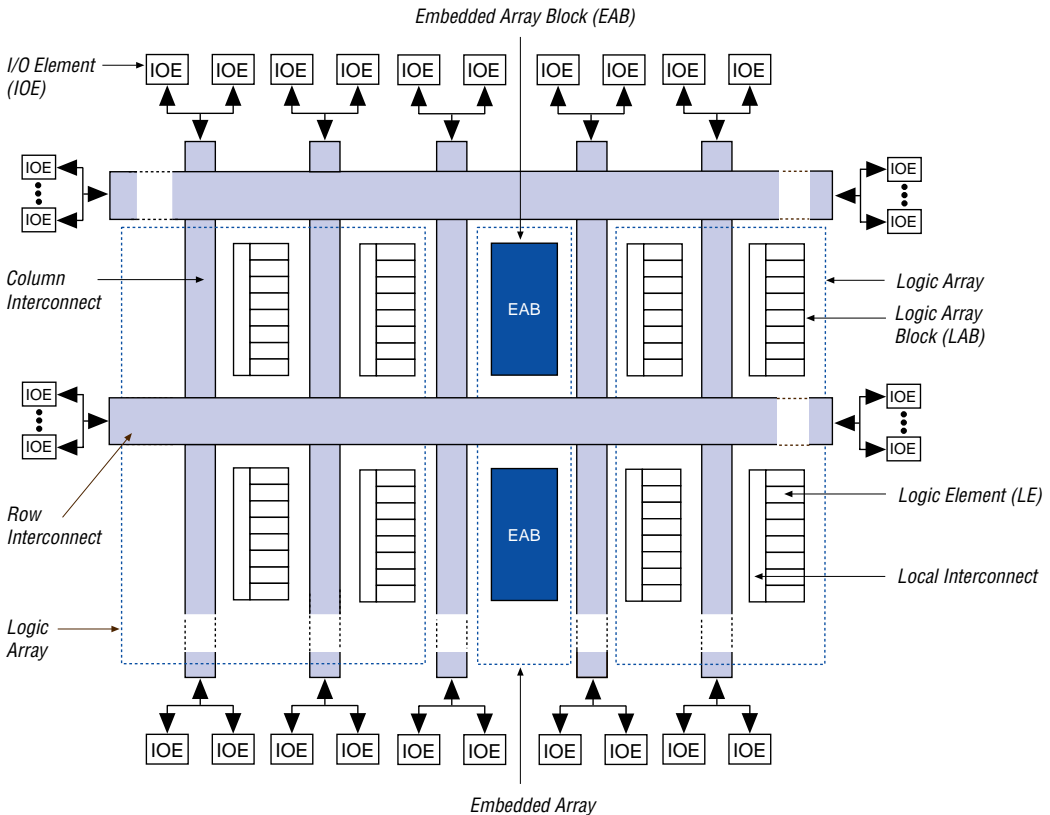 Embedded Array Block (EAB)
I/O Element
(IOE)
IOE IOE IOE IOE IOE IOE IOE IOE IOE IOE
IOE IOE
IOE IOE
Column
Interconnect
EAB
Logic Array
Logic Array
Block (LAB)
IOE IOE
IOE IOE
Row
Interconnect
EAB
Logic Element (LE)
Local Interconnect
Logic
Array
IOE IOE IOE IOE IOE IOE IOE IOE IOE IOE
Embedded Array